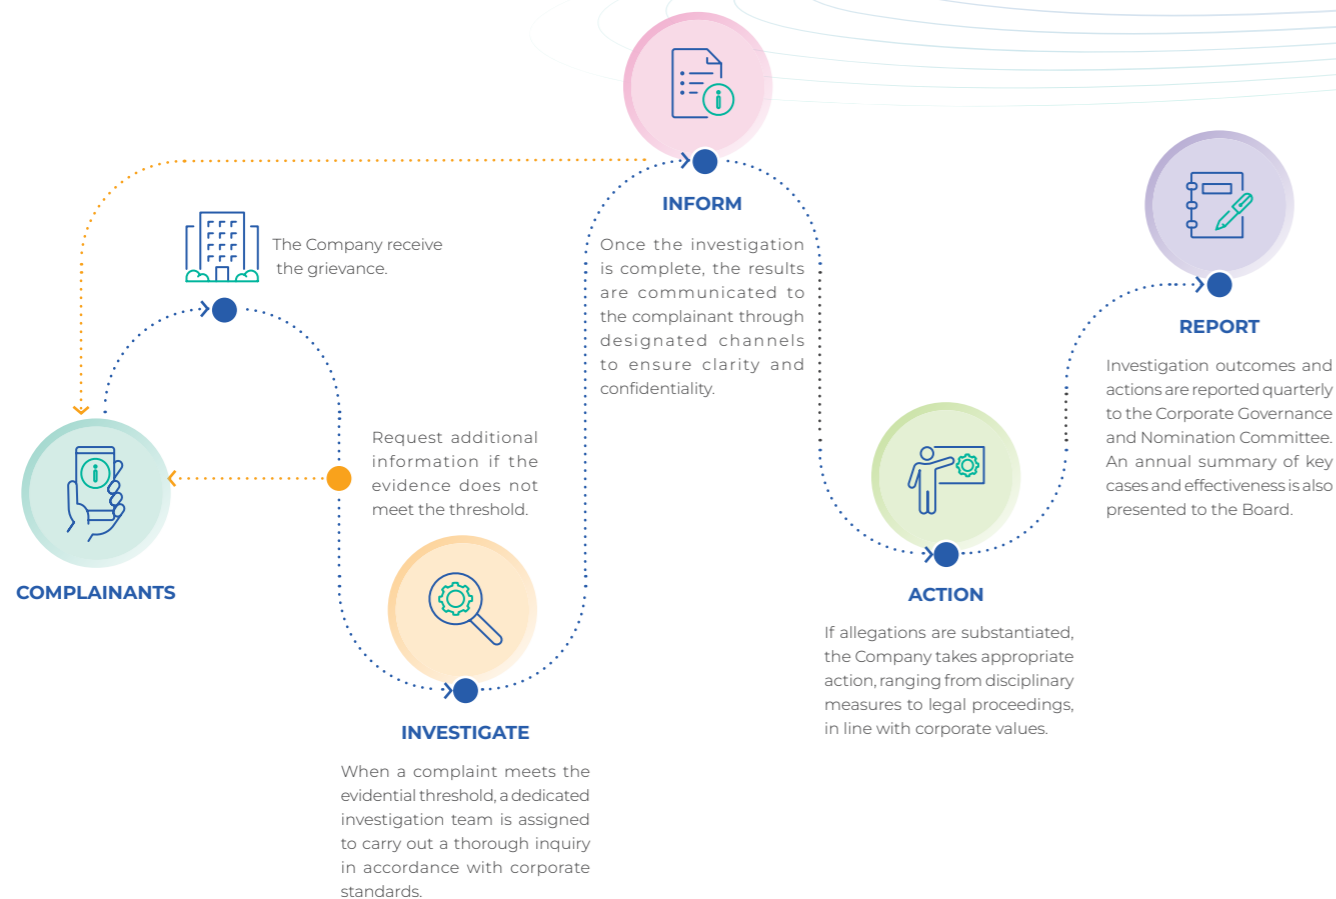 The Company receive
the grievance.
COMPLAINANTS
Request additional
information if the
evidence does not
meet the threshold.
INVESTIGATE
When a complaint meets the
evidential threshold, a dedicated
investigation team is assigned
to carry out a thorough inquiry
in accordance with corporate
standards.
INFORM
Once the investigation
is complete, the results
are communicated to
the complainant through
designated channels
to ensure clarity and
confidentiality.
ACTION
If allegations are substantiated,
the Company takes appropriate
action, ranging from disciplinary
measures to legal proceedings,
in line with corporate values.
REPORT
Investigation outcomes and
actions are reported quarterly
to the Corporate Governance
and Nomination Committee.
An annual summary of key
cases and effectiveness is also
presented to the Board.